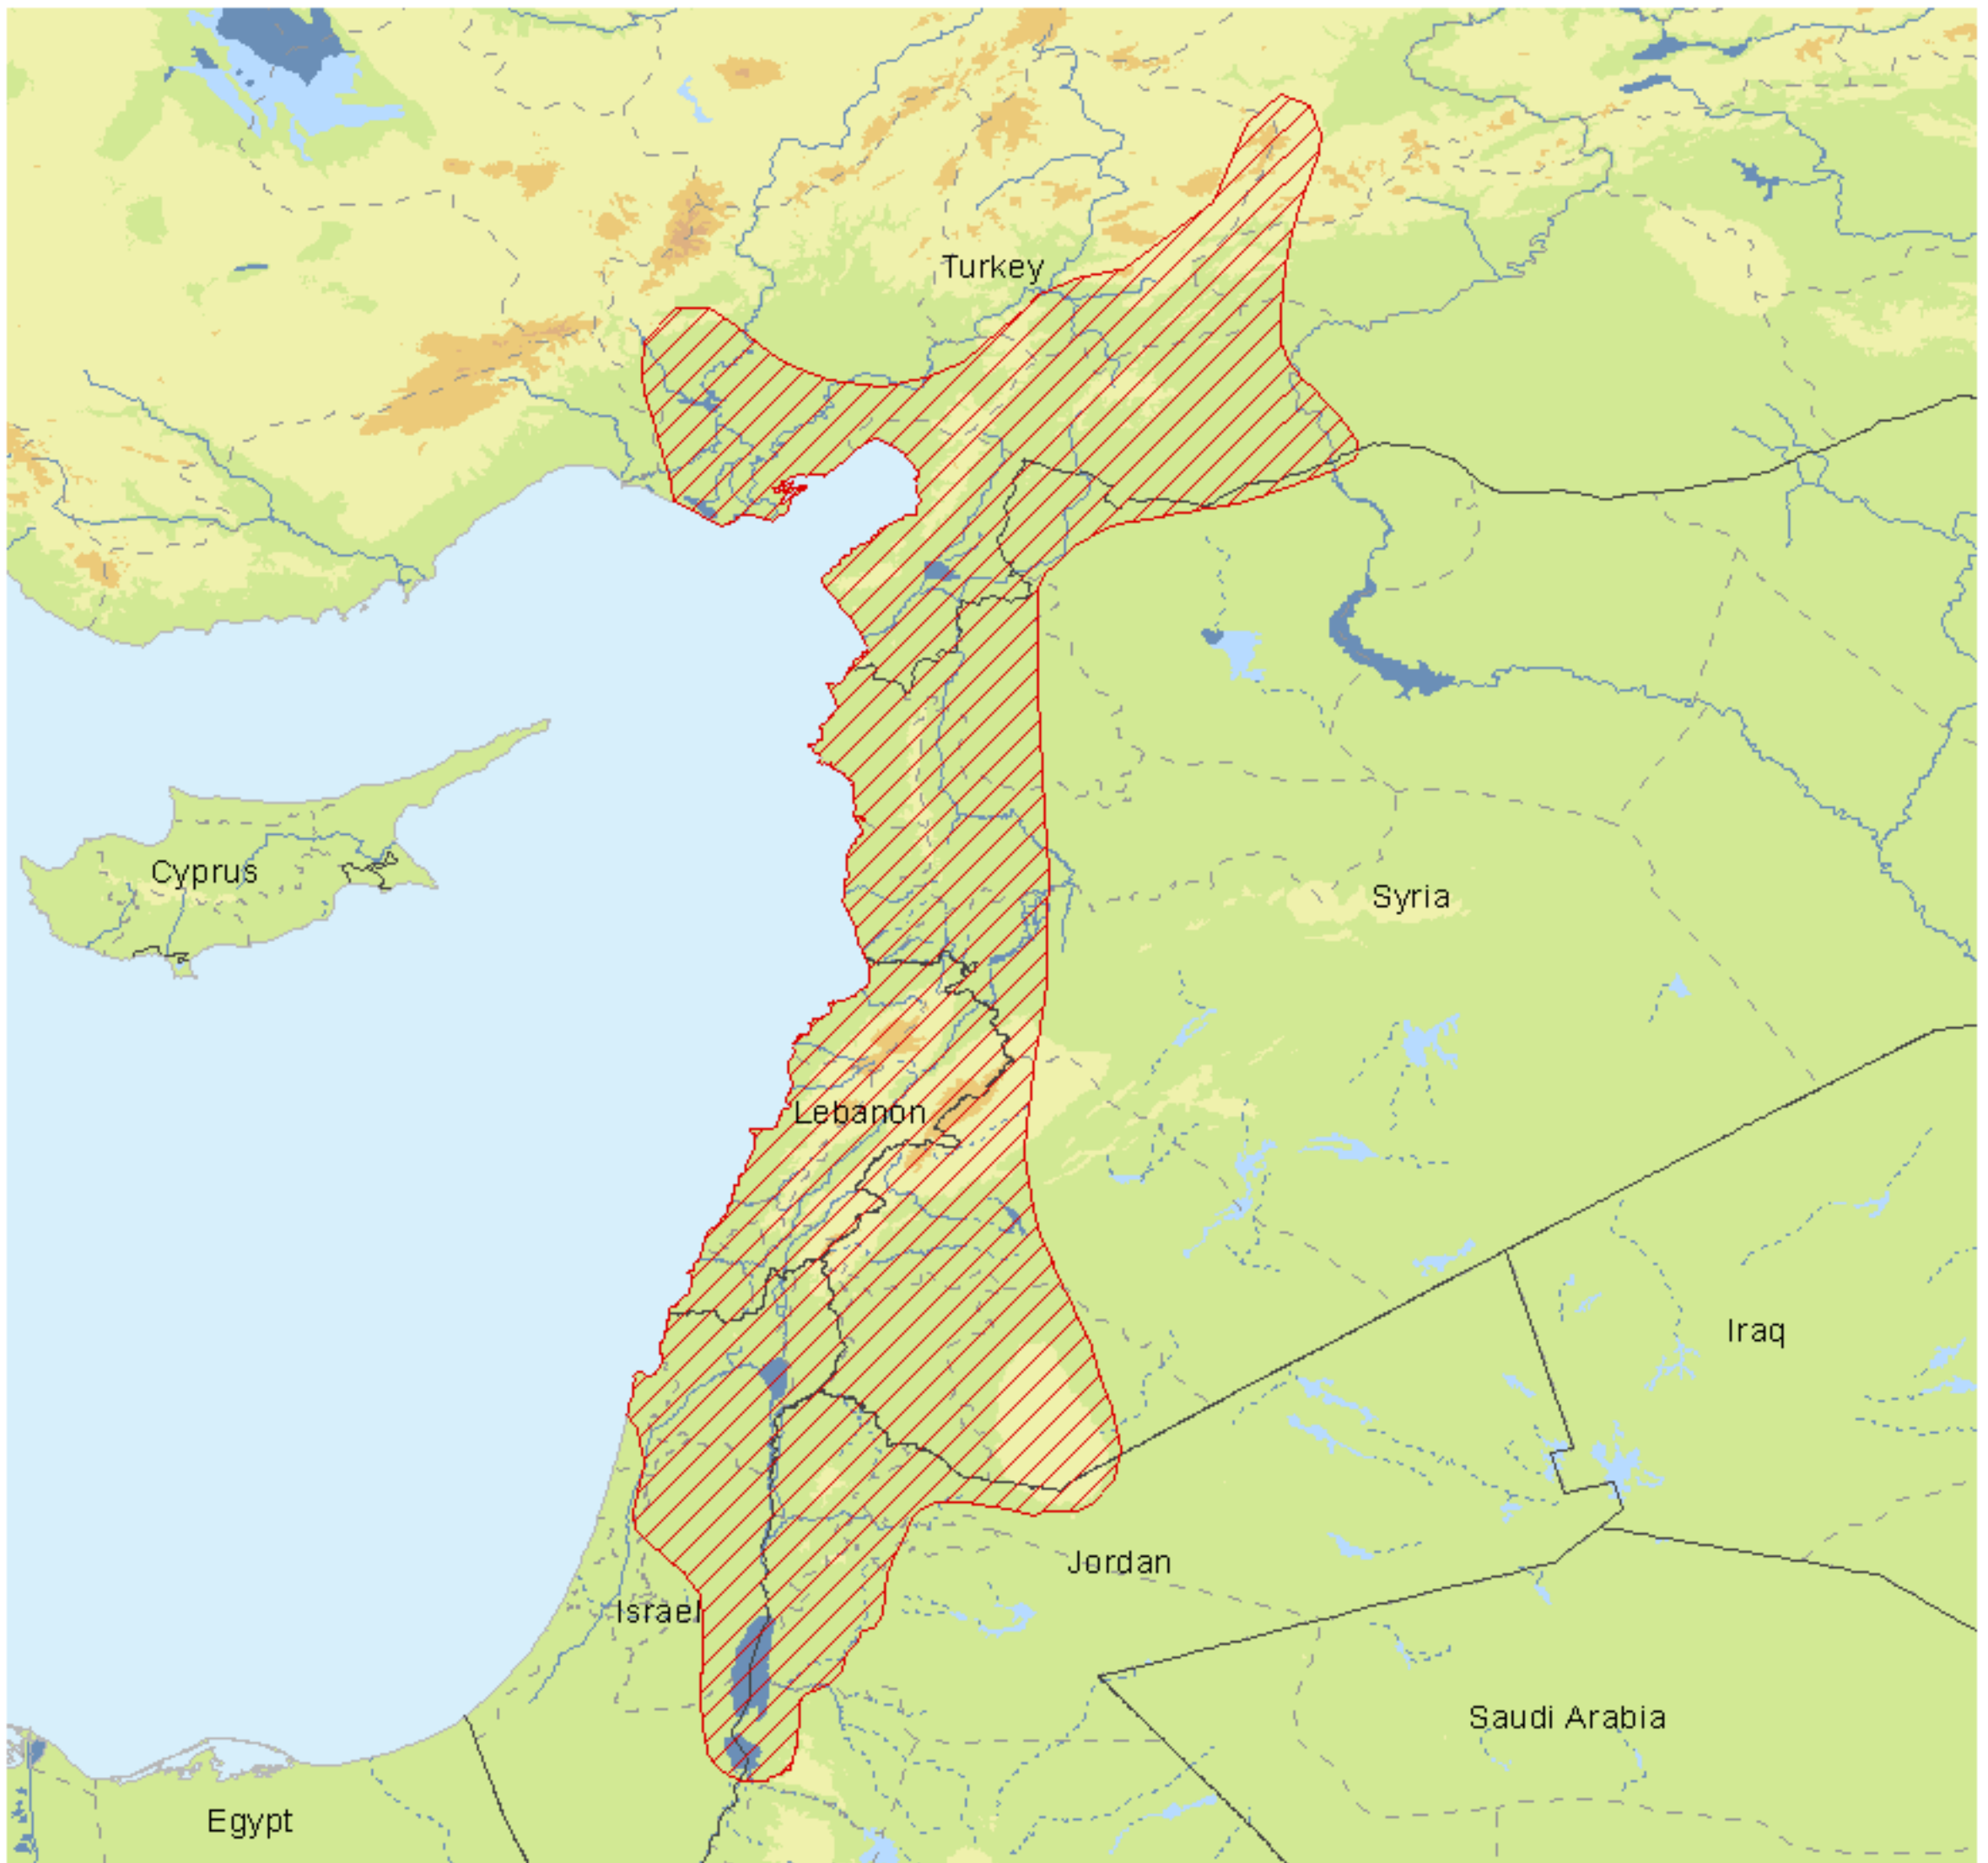 Turkey
Cyprus
Syria
Lebanon
Iraq
Jordan
Israel
Saudi Arabia
Egypt